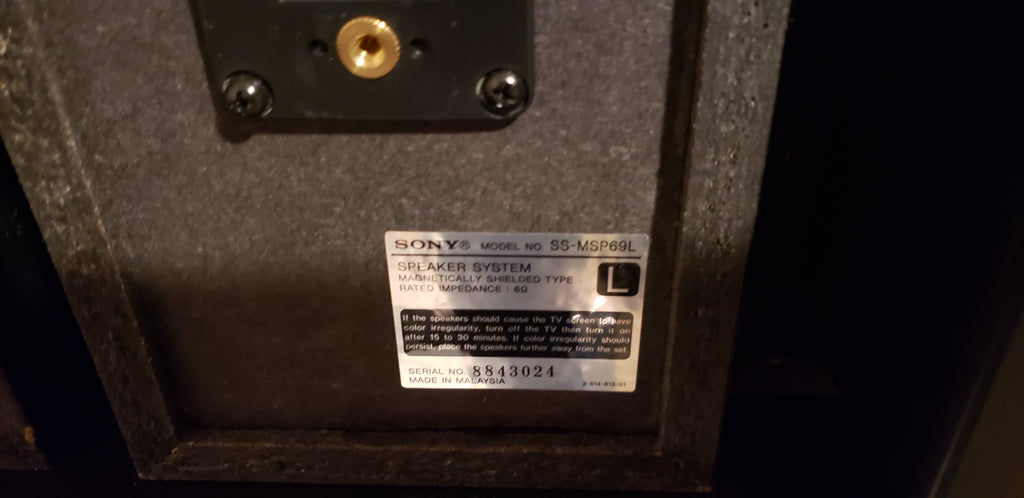 SONY® MODEL NO. SS-MSP69L
SPEAKER SYSTEM
MAGNETICALLY SHIELDED TYPE
RATED IMPEDANCE : 6Ω
L
If the speakers should cause the TV screen to have
color irregularity, turn off the TV then turn it on
after 15 to 30 minutes. If color irregularity should
persist, place the speakers further away from the set.
SERIAL NO. 8843024
MADE IN MALAYSIA
2-514-813-01